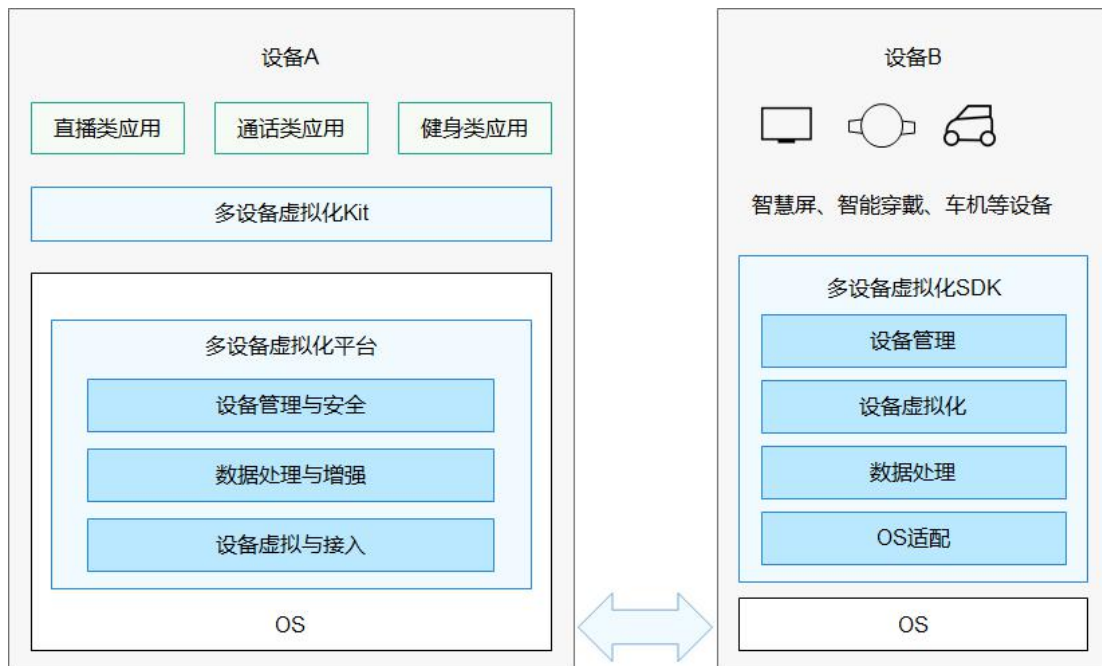 设备A
直播类应用
通话类应用
健身类应用
多设备虚拟化Kit
多设备虚拟化平台
设备管理与安全
数据处理与增强
设备虚拟与接入
OS
设备B
智慧屏、智能穿戴、车机等设备
多设备虚拟化SDK
设备管理
设备虚拟化
数据处理
OS适配
OS